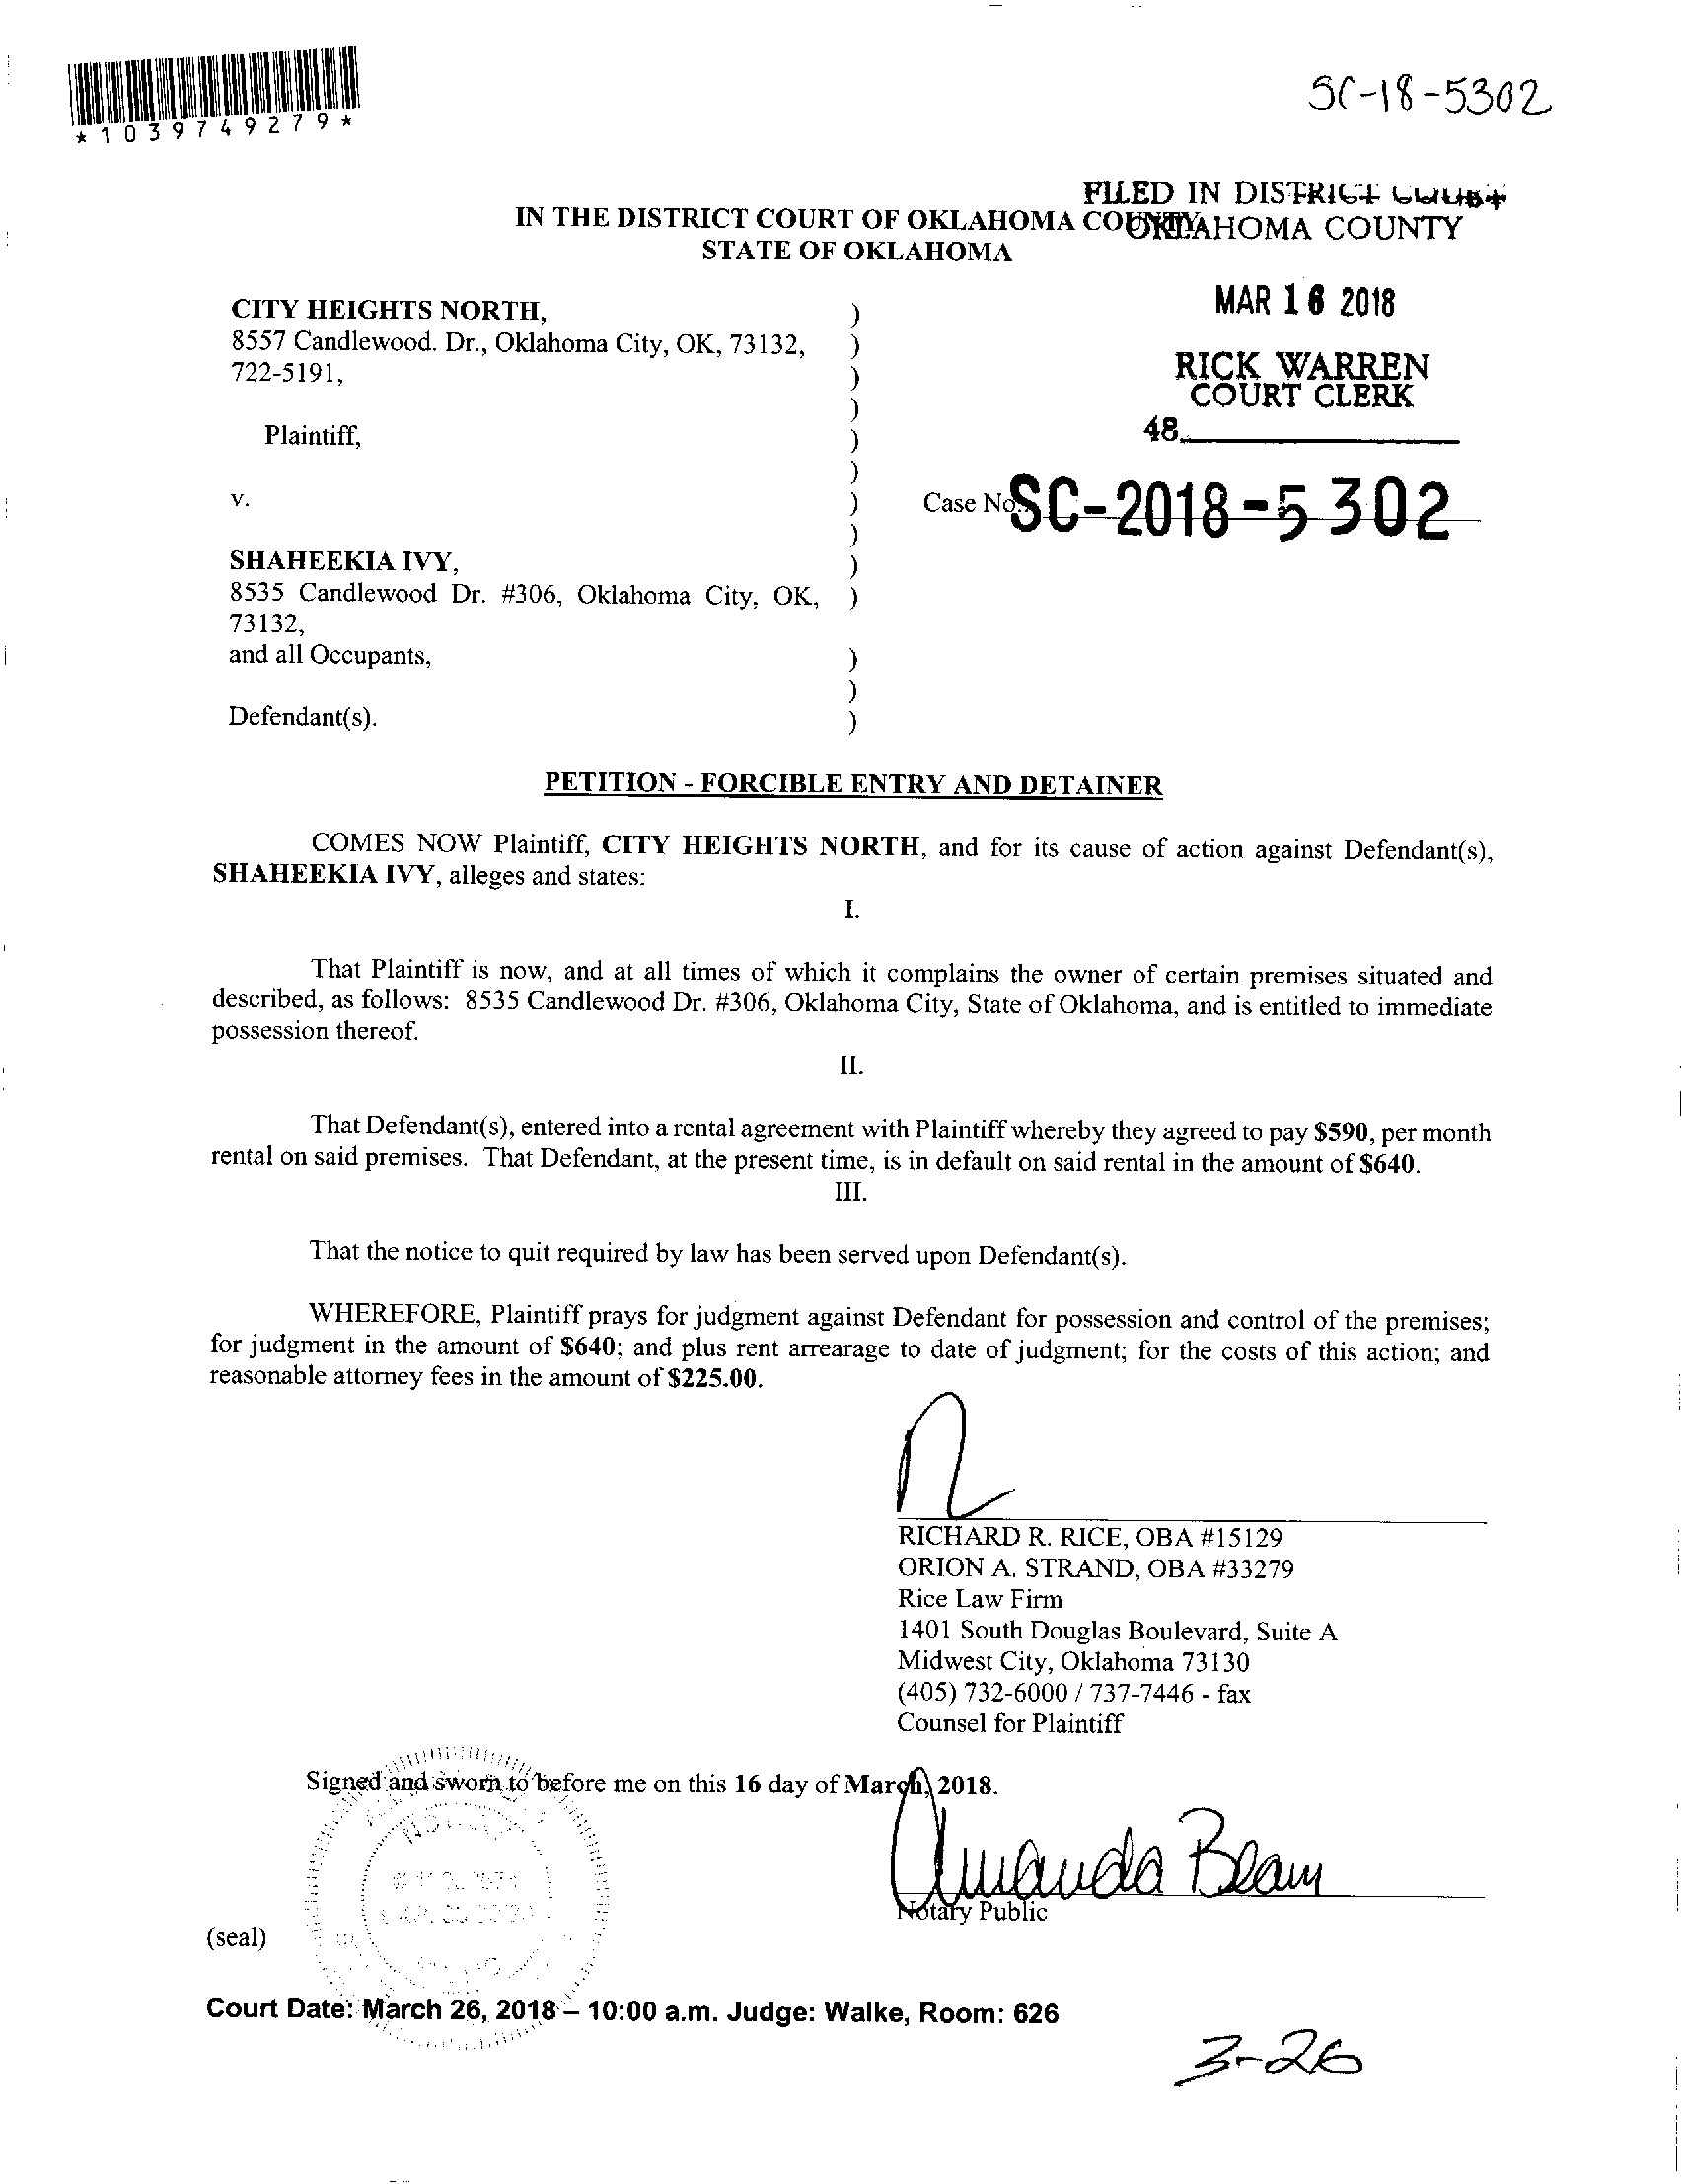 *1039749279*
SC-18-5302
FILED IN DISTRICT COURT
OKLAHOMA COUNTY
IN THE DISTRICT COURT OF OKLAHOMA COUNTY
STATE OF OKLAHOMA
MAR 16 2018
RICK WARREN
COURT CLERK
48
CITY HEIGHTS NORTH, )
8557 Candlewood. Dr., Oklahoma City, OK, 73132, )
722-5191, )
)
Plaintiff, )
)
v. )
Case No. SC-2018-5302
)
SHAHEEKIA IVY, )
8535 Candlewood Dr. #306, Oklahoma City, OK, )
73132,
and all Occupants, )
)
Defendant(s). )
PETITION - FORCIBLE ENTRY AND DETAINER
COMES NOW Plaintiff, CITY HEIGHTS NORTH, and for its cause of action against Defendant(s),
SHAHEEKIA IVY, alleges and states:
I.
That Plaintiff is now, and at all times of which it complains the owner of certain premises situated and
described, as follows: 8535 Candlewood Dr. #306, Oklahoma City, State of Oklahoma, and is entitled to immediate
possession thereof.
II.
That Defendant(s), entered into a rental agreement with Plaintiff whereby they agreed to pay $590, per month
rental on said premises. That Defendant, at the present time, is in default on said rental in the amount of $640.
III.
That the notice to quit required by law has been served upon Defendant(s).
WHEREFORE, Plaintiff prays for judgment against Defendant for possession and control of the premises;
for judgment in the amount of $640; and plus rent arrearage to date of judgment; for the costs of this action; and
reasonable attorney fees in the amount of $225.00.
RICHARD R. RICE, OBA #15129
ORION A. STRAND, OBA #33279
Rice Law Firm
1401 South Douglas Boulevard, Suite A
Midwest City, Oklahoma 73130
(405) 732-6000 / 737-7446 - fax
Counsel for Plaintiff
Signed and sworn to before me on this 16 day of March, 2018.
Amanda Beam
Notary Public
(seal)
Court Date: March 26, 2018 – 10:00 a.m. Judge: Walke, Room: 626
3-26